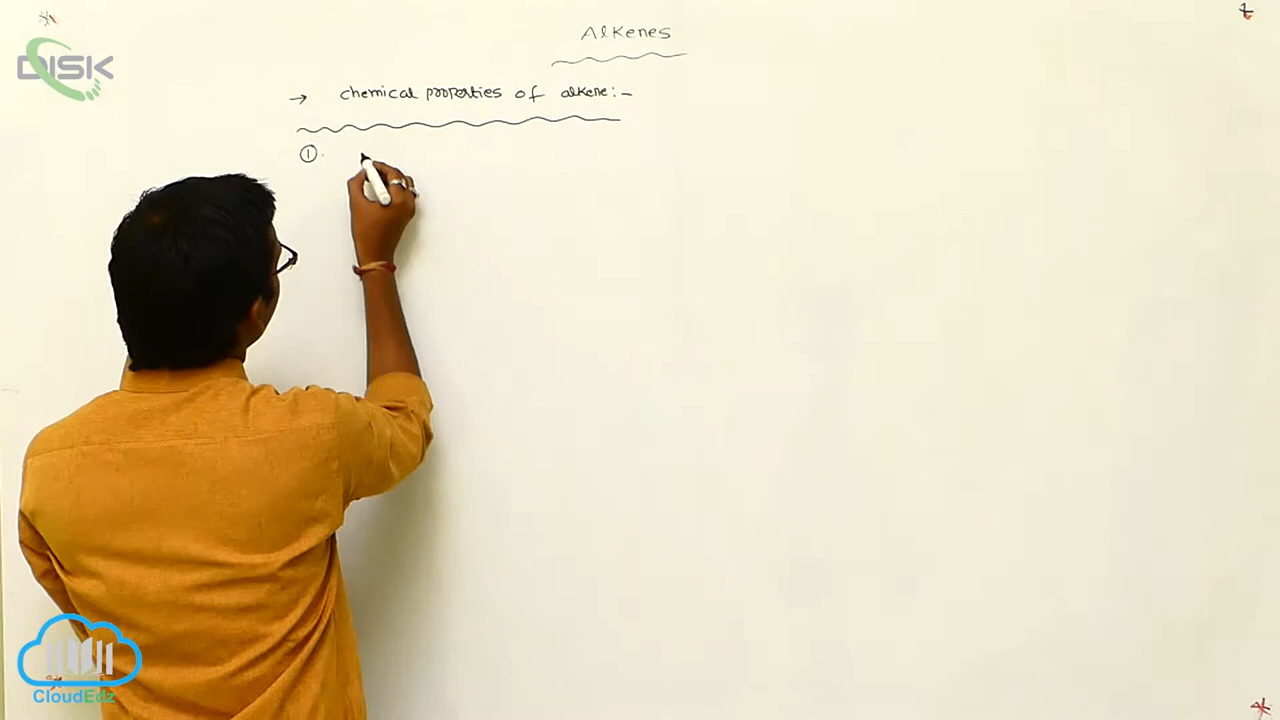 Alkenes
DISK
→ chemical properties of alkene:-
①.
CloudEdz